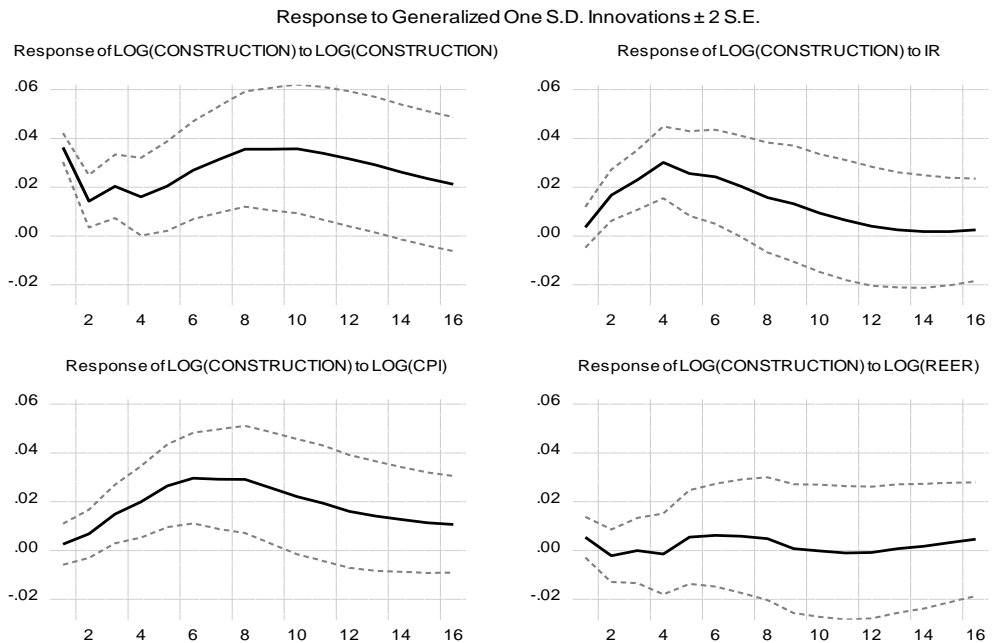 Response to Generalized One S.D. Innovations ± 2 S.E.
Response of LOG(CONSTRUCTION) to LOG(CONSTRUCTION)
.06
.04
.02
.00
-.02
2 4 6 8 10 12 14 16
Response of LOG(CONSTRUCTION) to IR
.06
.04
.02
.00
-.02
2 4 6 8 10 12 14 16
Response of LOG(CONSTRUCTION) to LOG(CPI)
.06
.04
.02
.00
-.02
2 4 6 8 10 12 14 16
Response of LOG(CONSTRUCTION) to LOG(REER)
.06
.04
.02
.00
-.02
2 4 6 8 10 12 14 16